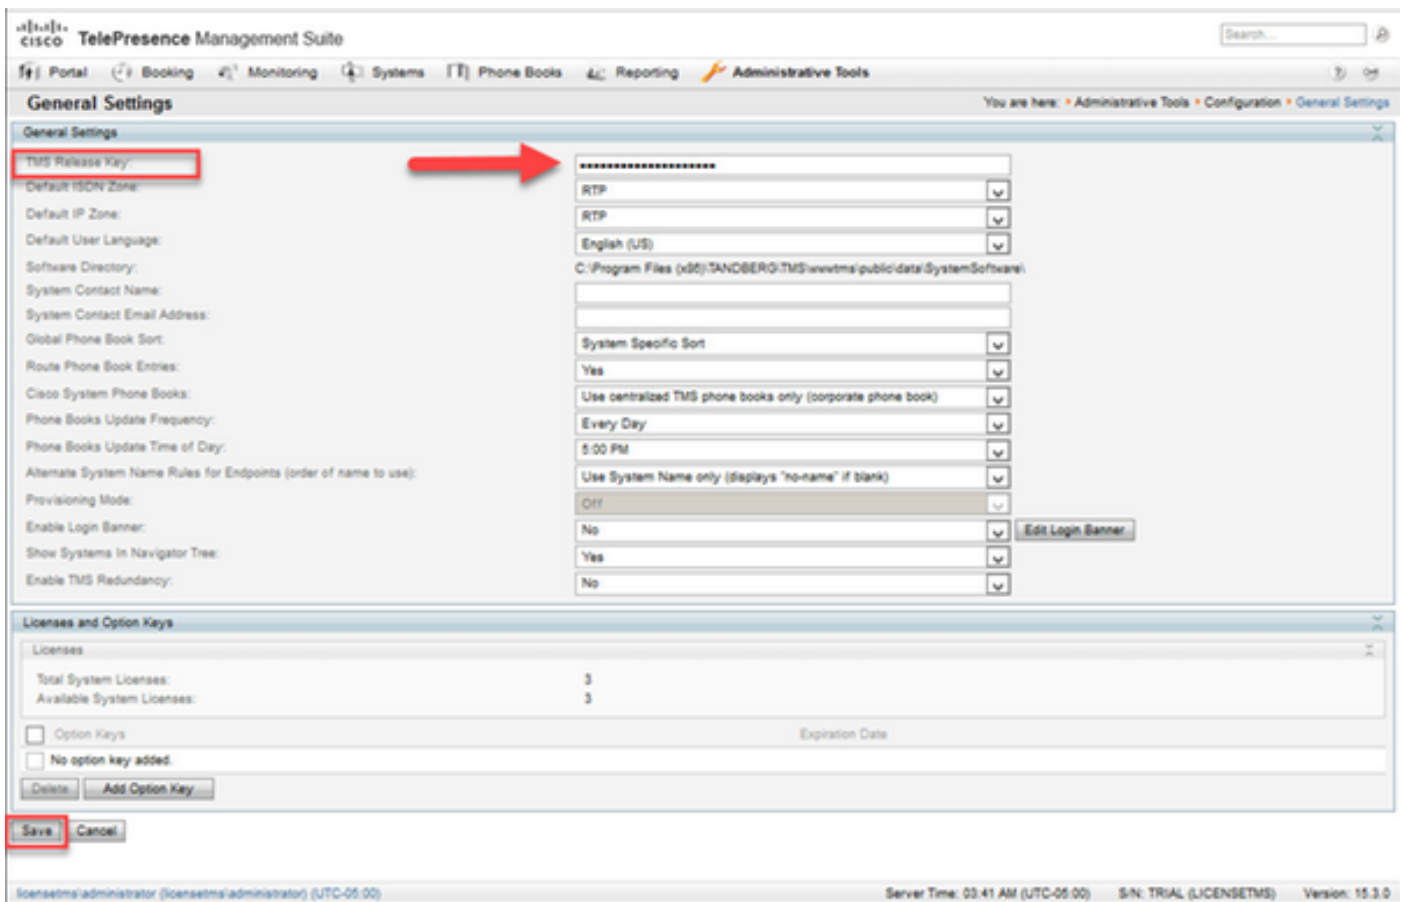 CISCO TelePresence Management Suite
Search...
Portal Booking Monitoring Systems Phone Books Reporting Administrative Tools
General Settings
You are here: Administrative Tools Configuration General Settings
General Settings
TMS Release Key:
Default ISDN Zone: RTP
Default IP Zone: RTP
Default User Language: English (US)
Software Directory: C:\Program Files (x86)\TANDBERG\TMS\wwwtms\public\data\SystemSoftware\
System Contact Name:
System Contact Email Address:
Global Phone Book Sort: System Specific Sort
Route Phone Book Entries: Yes
Cisco System Phone Books: Use centralized TMS phone books only (corporate phone book)
Phone Books Update Frequency: Every Day
Phone Books Update Time of Day: 5:00 PM
Alternate System Name Rules for Endpoints (order of name to use): Use System Name only (displays "no-name" if blank)
Provisioning Mode: Off
Enable Login Banner: No Edit Login Banner
Show Systems In Navigator Tree: Yes
Enable TMS Redundancy: No
Licenses and Option Keys
Licenses
Total System Licenses: 3
Available System Licenses: 3
Option Keys Expiration Date
No option key added.
Delete Add Option Key
Save Cancel
licensetms\administrator (licensetms\administrator) (UTC-05:00) Server Time: 03:41 AM (UTC-05:00) S/N: TRIAL (LICENSETMS) Version: 15.3.0